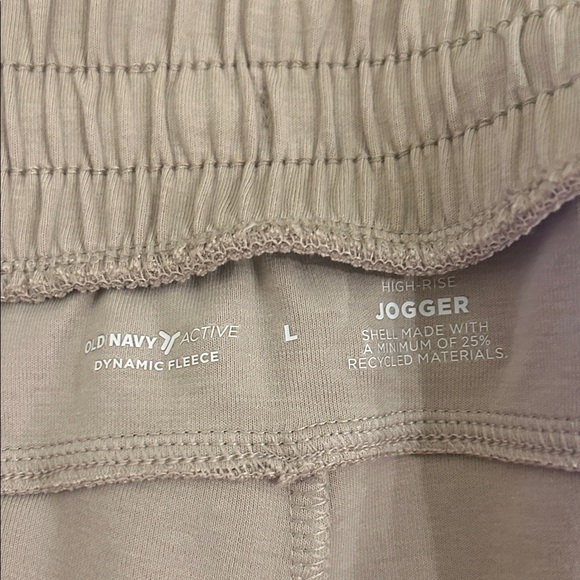 OLD NAVY ACTIVE
DYNAMIC FLEECE
L
HIGH-RISE
JOGGER
SHELL MADE WITH
A MINIMUM OF 25%
RECYCLED MATERIALS.